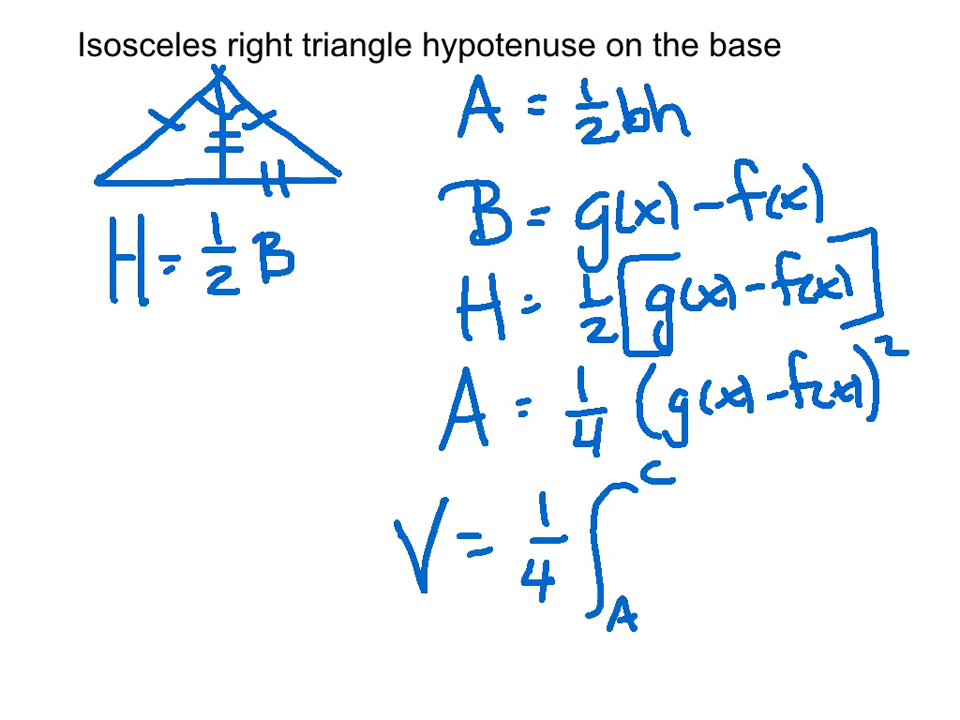 Isosceles right triangle hypotenuse on the base
A = 1/2 bh
B = g(x) - f(x)
H = 1/2 B
H = 1/2 [g(x) - f(x)]
A = 1/4 (g(x) - f(x))²
V = 1/4 ∫_A^C